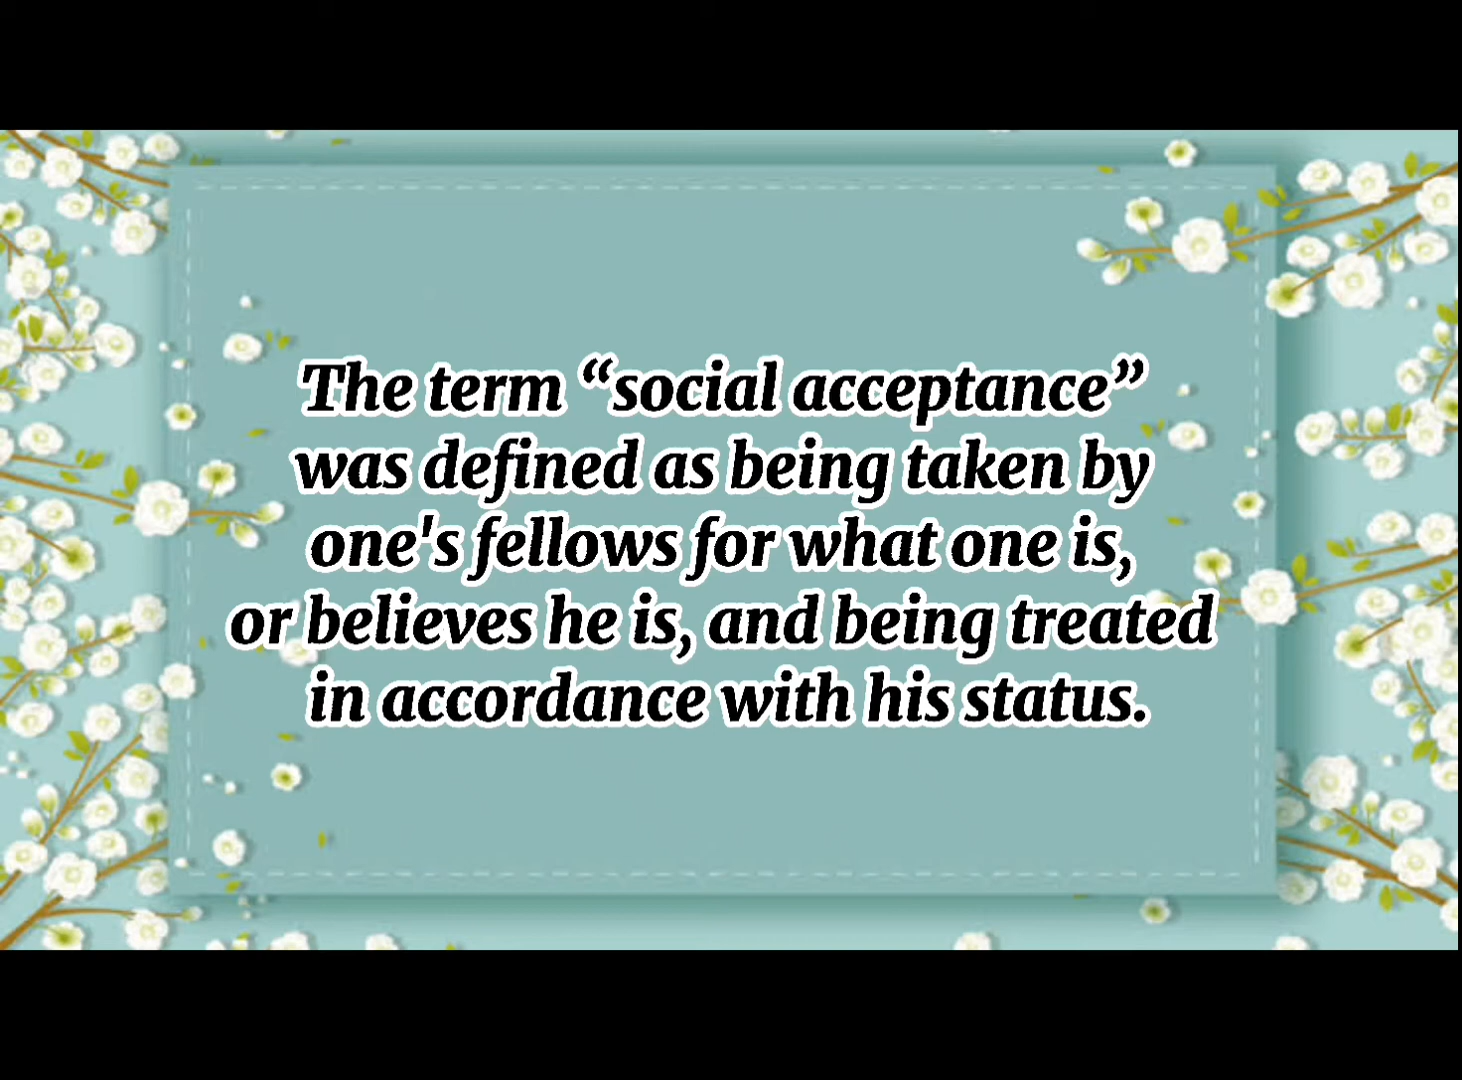 The term “social acceptance”
was defined as being taken by
one's fellows for what one is,
or believes he is, and being treated
in accordance with his status.